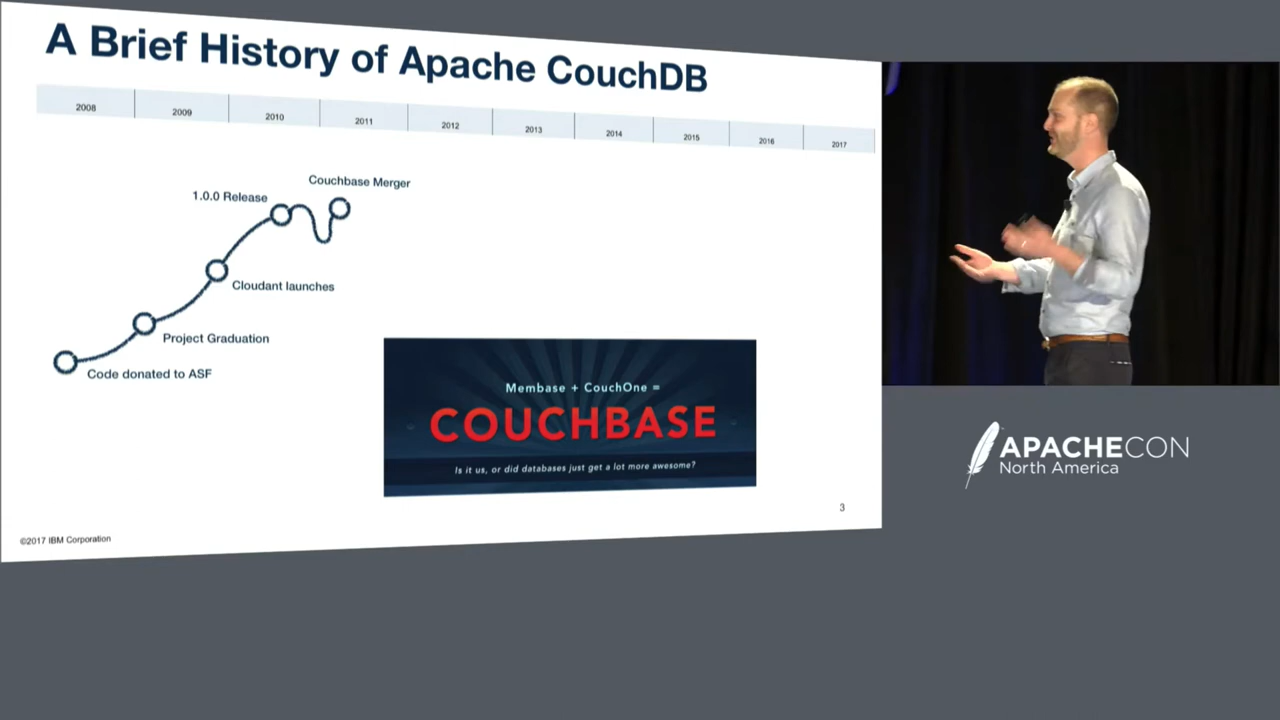 A Brief History of Apache CouchDB
2008 2009 2010 2011 2012 2013 2014 2015 2016 2017
Couchbase Merger
1.0.0 Release
Cloudant launches
Project Graduation
Code donated to ASF
Membase + CouchOne =
COUCHBASE
Is it us, or did databases just get a lot more awesome?
3
©2017 IBM Corporation
APACHECON
North America